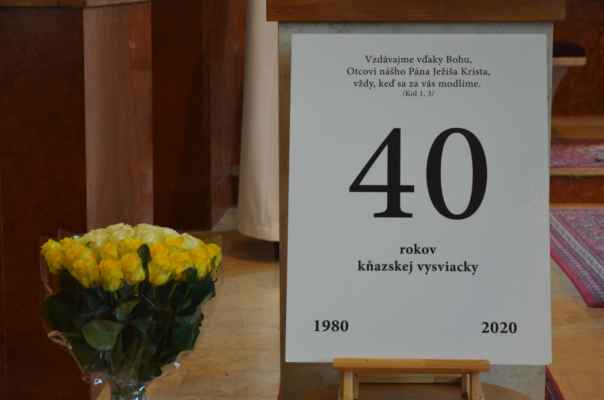 Vzdávajme vďaky Bohu,
Otcovi nášho Pána Ježiša Krista,
vždy, keď sa za vás modlíme.
/Kol 1, 3/
40
rokov
kňazskej vysviacky
1980 2020